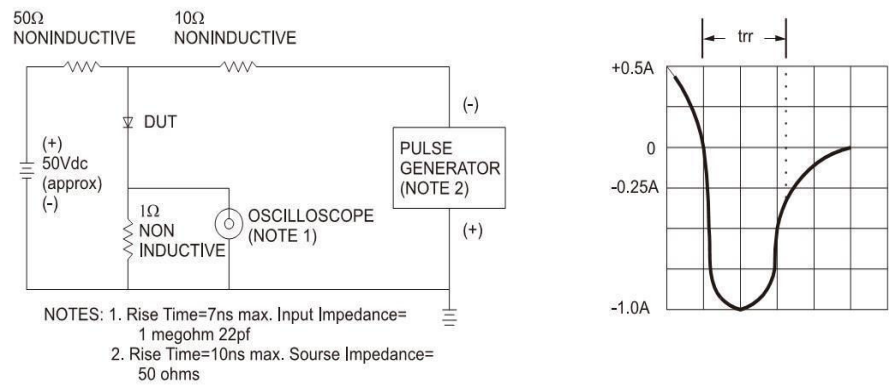 50Ω
NONINDUCTIVE
10Ω
NONINDUCTIVE
DUT
(+)
50Vdc
(approx)
(-)
1Ω
NON
INDUCTIVE
OSCILLOSCOPE
(NOTE 1)
(-)
PULSE
GENERATOR
(NOTE 2)
(+)
NOTES: 1. Rise Time=7ns max. Input Impedance=
1 megohm 22pf
2. Rise Time=10ns max. Sourse Impedance=
50 ohms
trr
+0.5A
0
-0.25A
-1.0A